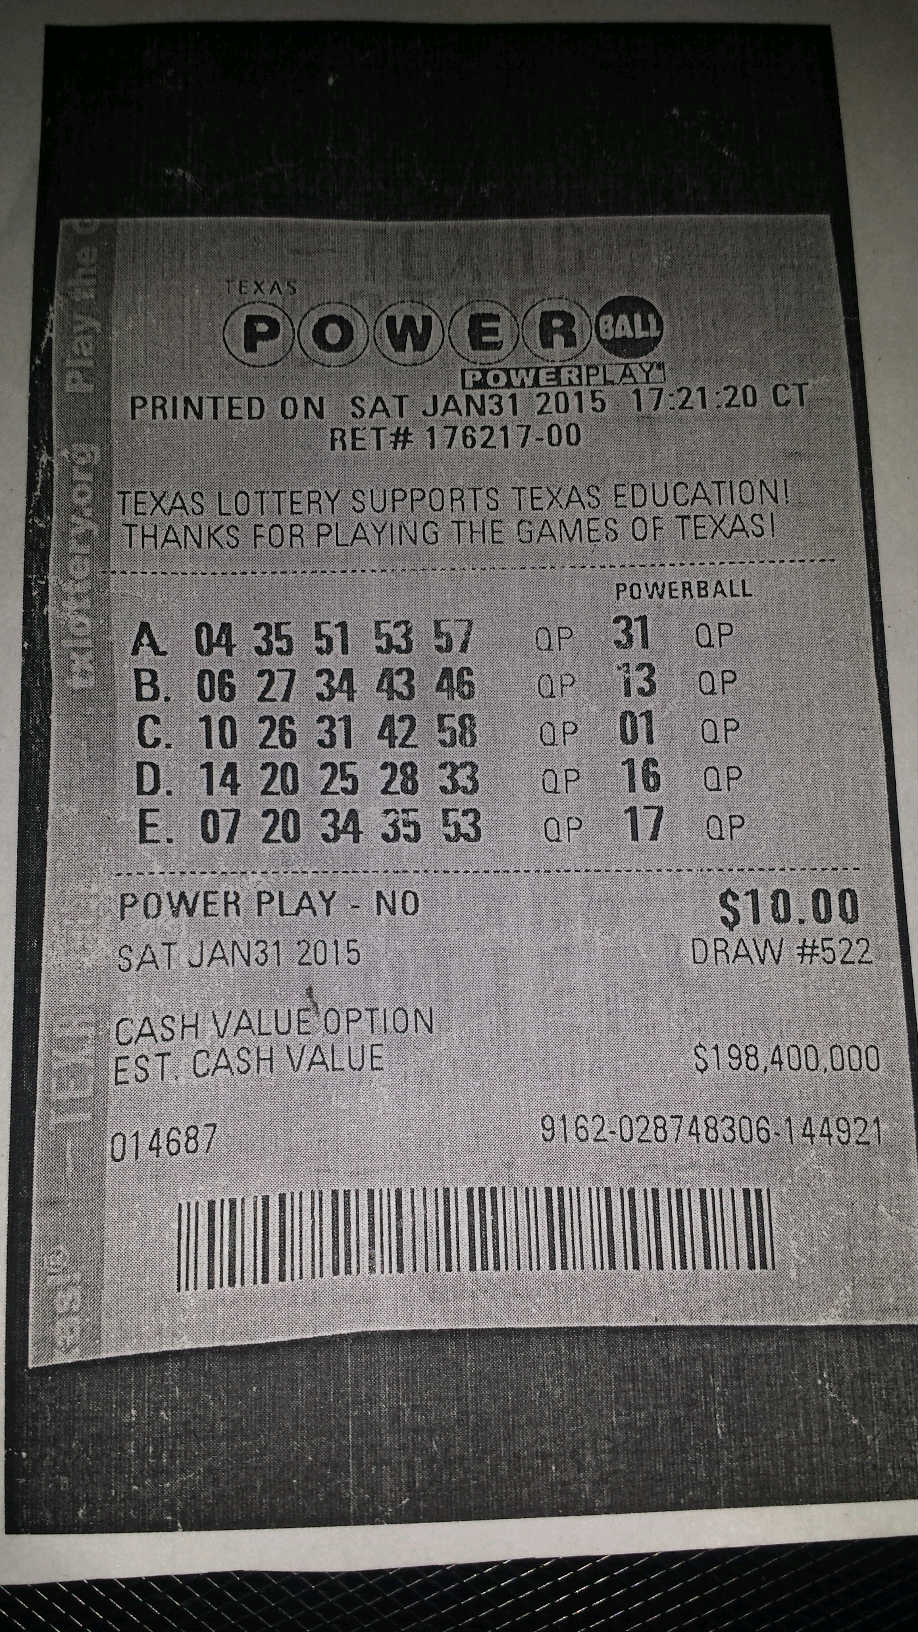 TEXAS
POWERBALL
POWERPLAY
PRINTED ON SAT JAN31 2015 17:21:20 CT
RET# 176217-00
TEXAS LOTTERY SUPPORTS TEXAS EDUCATION!
THANKS FOR PLAYING THE GAMES OF TEXAS!
POWERBALL
A. 04 35 51 53 57 QP 31 QP
B. 06 27 34 43 46 QP 13 QP
C. 10 26 31 42 58 QP 01 QP
D. 14 20 25 28 33 QP 16 QP
E. 07 20 34 35 53 QP 17 QP
POWER PLAY - NO $10.00
SAT JAN31 2015 DRAW #522
CASH VALUE OPTION
EST. CASH VALUE $198,400,000
014687 9162-028748306-144921
txlottery.org Play the